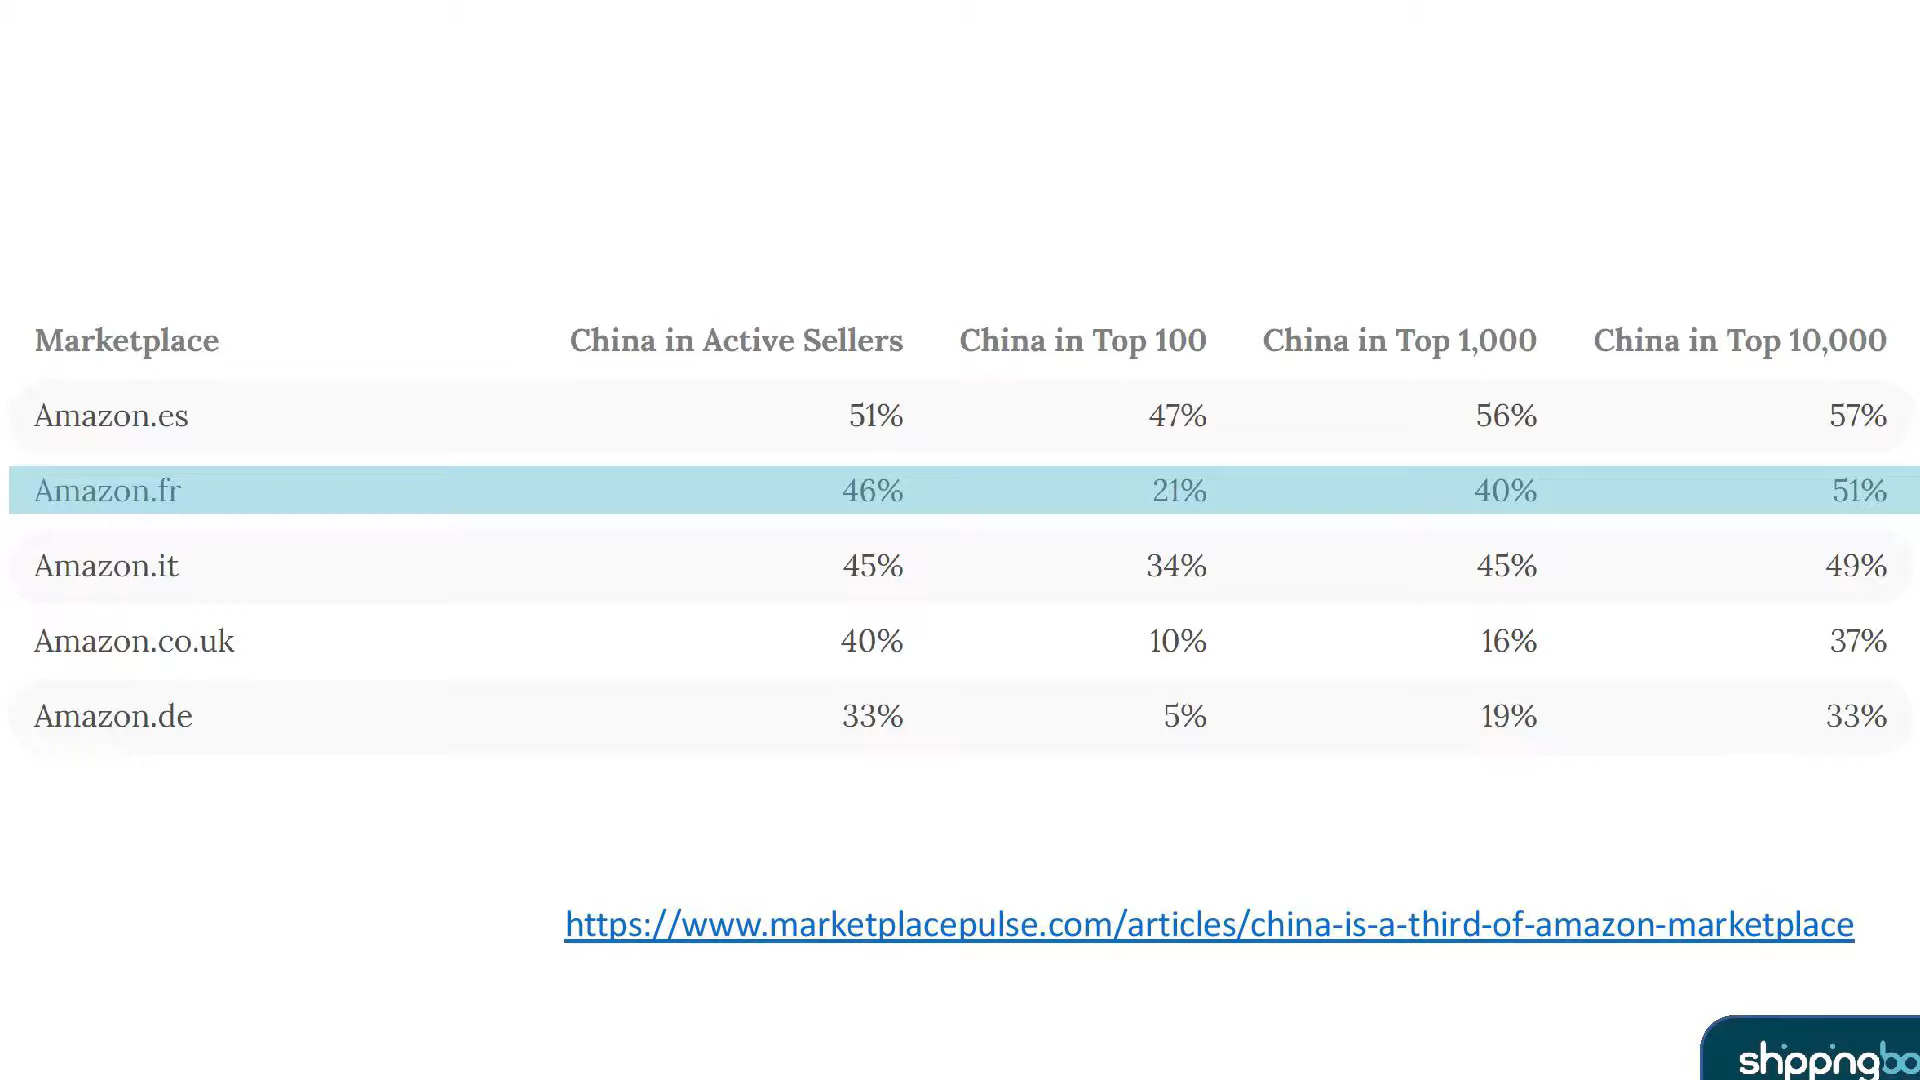 Marketplace China in Active Sellers China in Top 100 China in Top 1,000 China in Top 10,000
Amazon.es 51% 47% 56% 57%
Amazon.fr 46% 21% 40% 51%
Amazon.it 45% 34% 45% 49%
Amazon.co.uk 40% 10% 16% 37%
Amazon.de 33% 5% 19% 33%
https://www.marketplacepulse.com/articles/china-is-a-third-of-amazon-marketplace
shippingbo